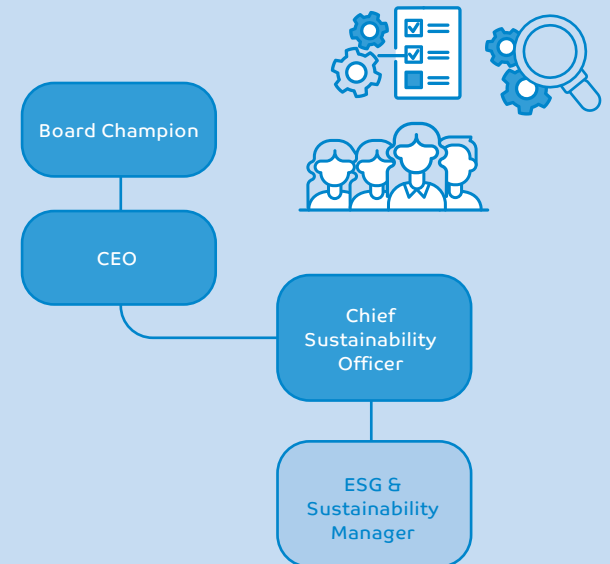 Board Champion
CEO
Chief
Sustainability
Officer
ESG &
Sustainability
Manager